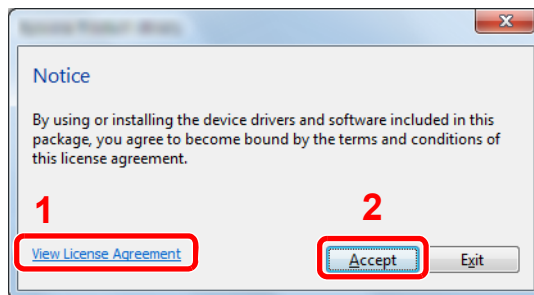 Notice
By using or installing the device drivers and software included in this
package, you agree to become bound by the terms and conditions of
this license agreement.
1
2
View License Agreement
Accept
Exit